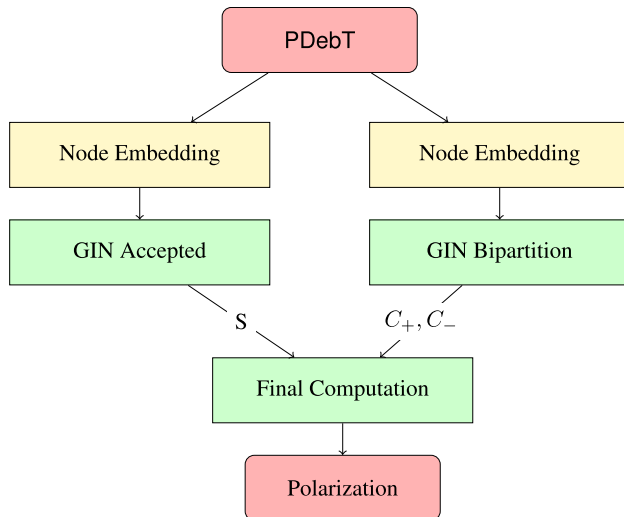 PDebT
Node Embedding
Node Embedding
GIN Accepted
GIN Bipartition
S
C₊, C₋
Final Computation
Polarization